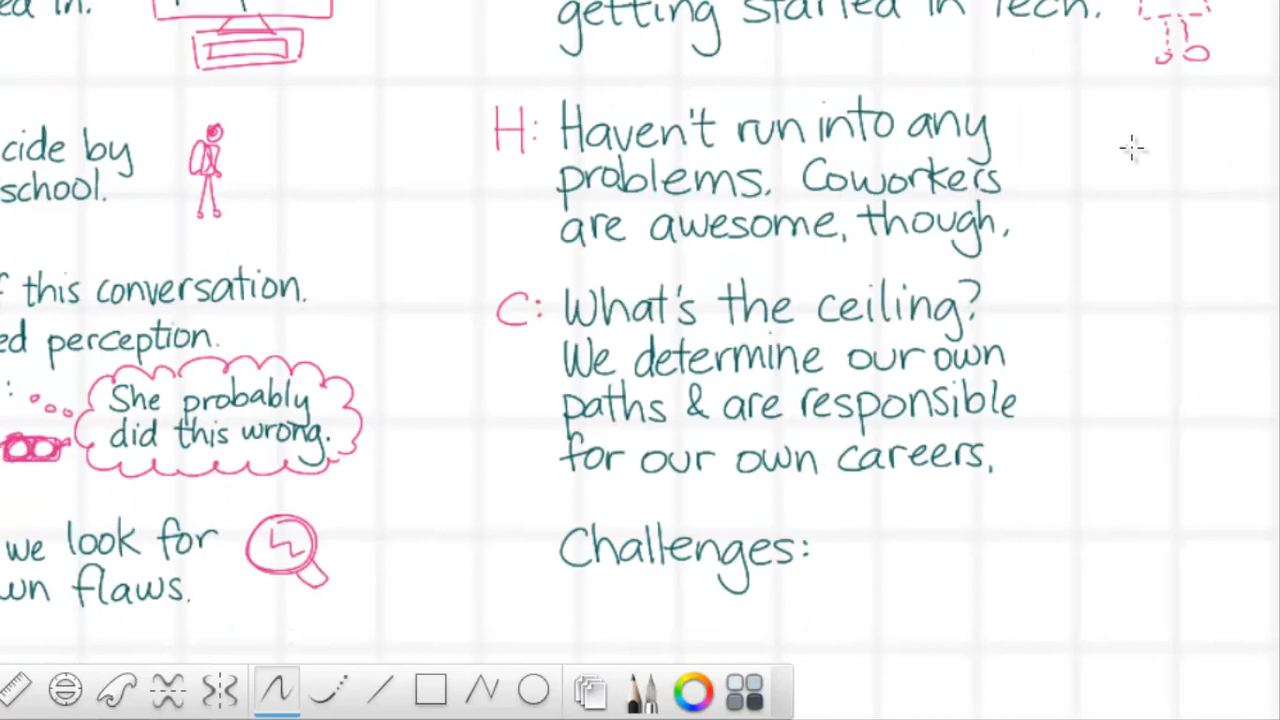 ed in.
cide by
school.
f this conversation.
ed perception.
:
She probably
did this wrong.
we look for
wn flaws.
getting started in tech.
H: Haven't run into any
problems. Coworkers
are awesome, though.
C: What's the ceiling?
We determine our own
paths & are responsible
for our own careers.
Challenges: